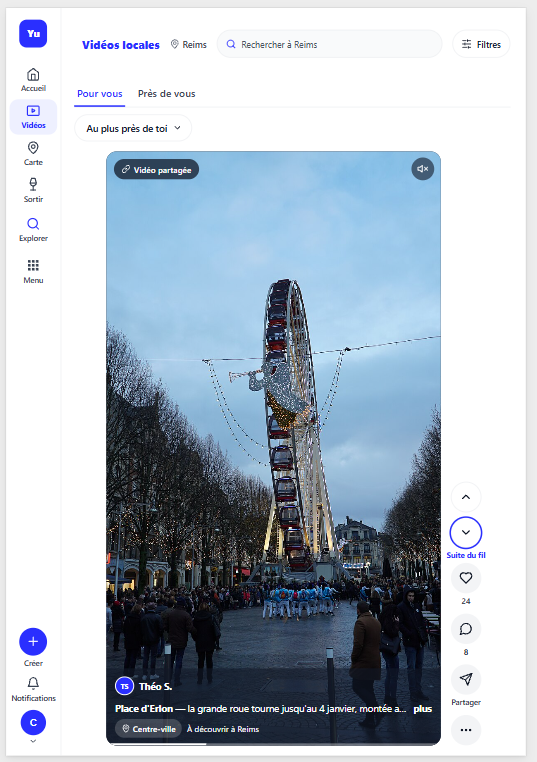 Yu
Vidéos locales
Reims
Rechercher à Reims
Filtres
Accueil
Vidéos
Carte
Sortir
Explorer
Menu
Pour vous
Près de vous
Au plus près de toi
Vidéo partagée
Suite du fil
24
8
Partager
TS
Théo S.
Place d'Erlon — la grande roue tourne jusqu'au 4 janvier, montée a... plus
Centre-ville
À découvrir à Reims
Créer
Notifications
C